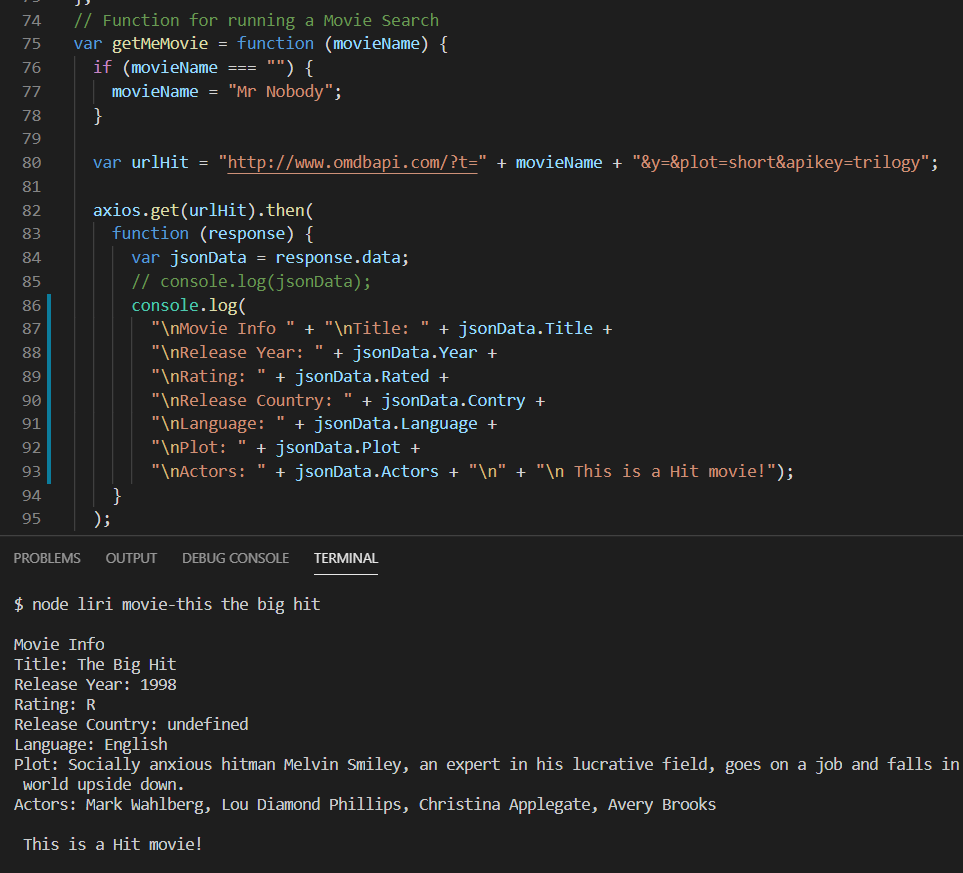 74 // Function for running a Movie Search
75 var getMeMovie = function (movieName) {
76 if (movieName === "") {
77 movieName = "Mr Nobody";
78 }
79
80 var urlHit = "http://www.omdbapi.com/?t=" + movieName + "&y=&plot=short&apikey=trilogy";
81
82 axios.get(urlHit).then(
83 function (response) {
84 var jsonData = response.data;
85 // console.log(jsonData);
86 console.log(
87 "\nMovie Info " + "\nTitle: " + jsonData.Title +
88 "\nRelease Year: " + jsonData.Year +
89 "\nRating: " + jsonData.Rated +
90 "\nRelease Country: " + jsonData.Contry +
91 "\nLanguage: " + jsonData.Language +
92 "\nPlot: " + jsonData.Plot +
93 "\nActors: " + jsonData.Actors + "\n" + "\n This is a Hit movie!");
94 }
95 );
PROBLEMS OUTPUT DEBUG CONSOLE TERMINAL
$ node liri movie-this the big hit
Movie Info
Title: The Big Hit
Release Year: 1998
Rating: R
Release Country: undefined
Language: English
Plot: Socially anxious hitman Melvin Smiley, an expert in his lucrative field, goes on a job and falls in
world upside down.
Actors: Mark Wahlberg, Lou Diamond Phillips, Christina Applegate, Avery Brooks
This is a Hit movie!